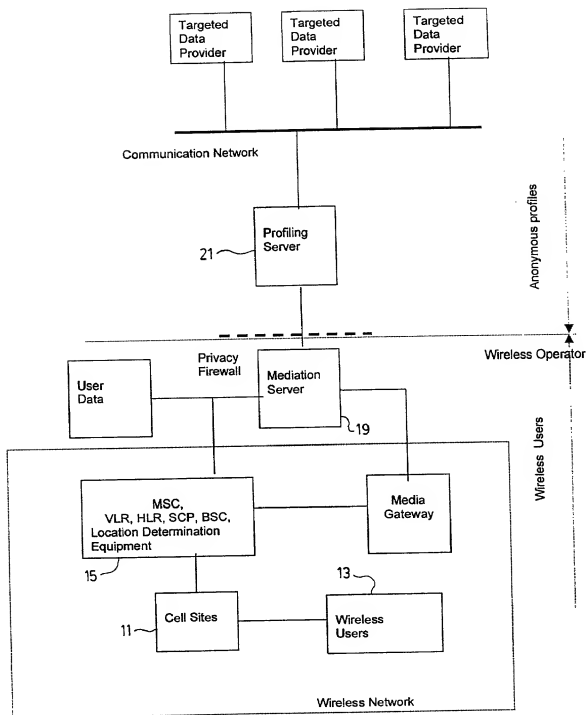 Targeted
Data
Provider
Targeted
Data
Provider
Targeted
Data
Provider
Communication Network
Profiling
Server
21
Anonymous profiles
Privacy
Firewall
Wireless Operator
User
Data
Mediation
Server
19
Wireless Users
MSC,
VLR, HLR, SCP, BSC,
Location Determination
Equipment
15
Media
Gateway
13
11
Cell Sites
Wireless
Users
Wireless Network